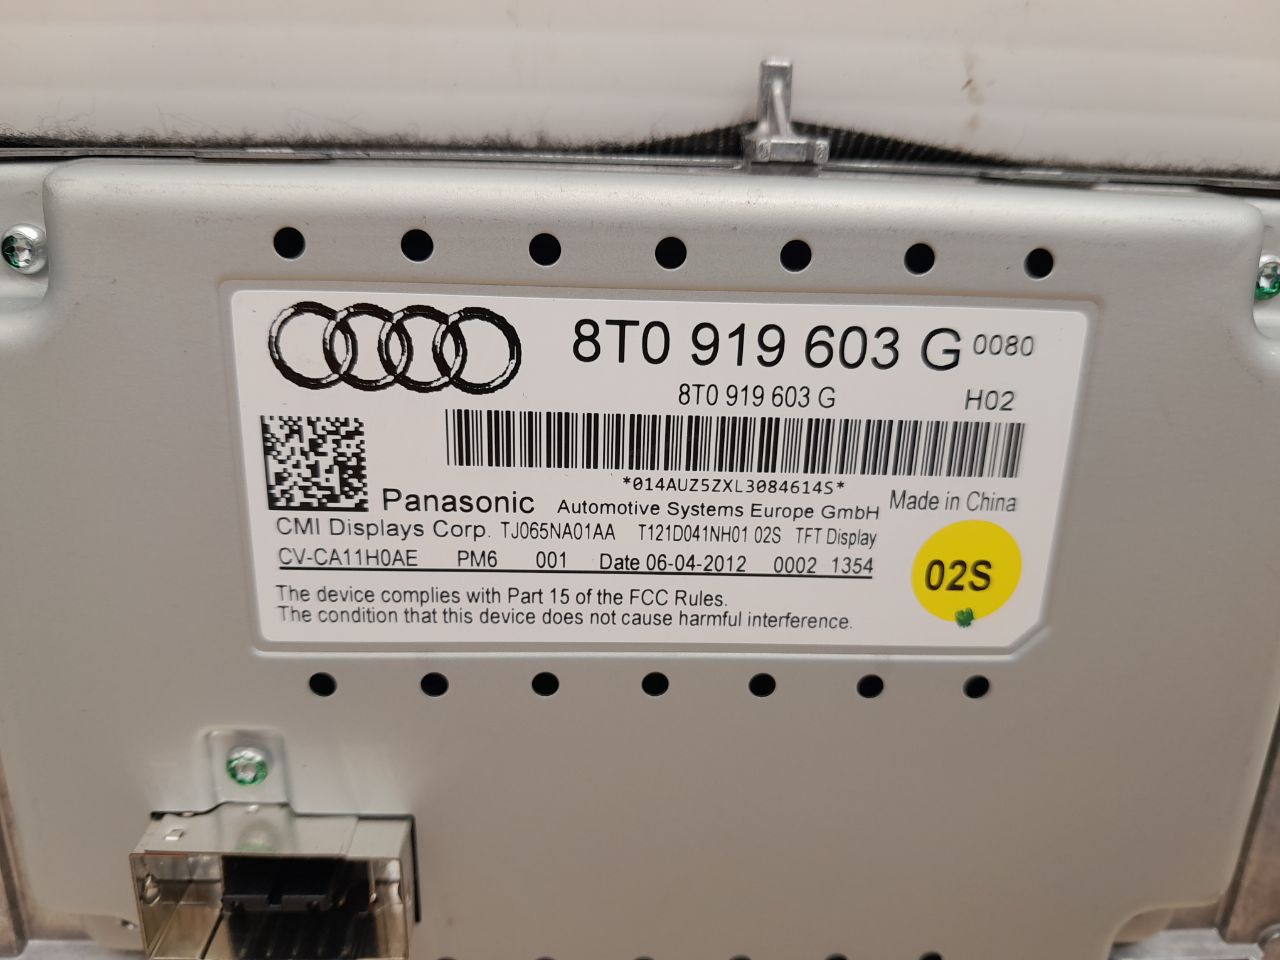 8T0 919 603 G 0080
8T0 919 603 G H02
*014AUZ5ZXL3084614S*
Panasonic Automotive Systems Europe GmbH Made in China
CMI Displays Corp. TJ065NA01AA T121D041NH01 02S TFT Display
CV-CA11H0AE PM6 001 Date 06-04-2012 0002 1354
02S
The device complies with Part 15 of the FCC Rules.
The condition that this device does not cause harmful interference.